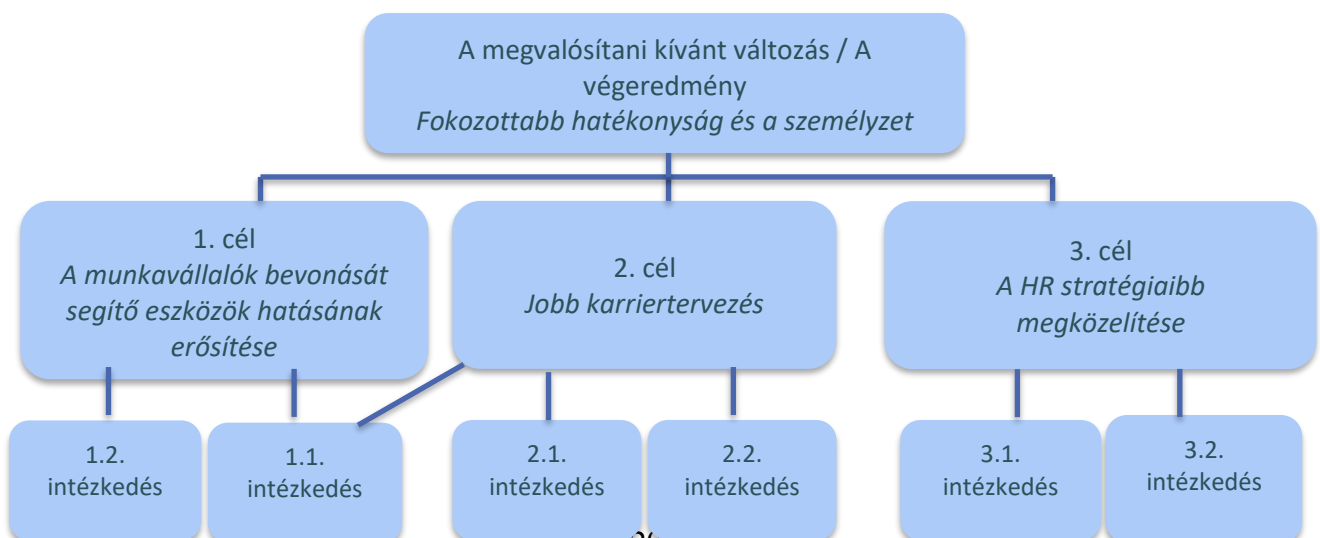 A megvalósítani kívánt változás / A
végeredmény
Fokozottabb hatékonyság és a személyzet
1. cél
A munkavállalók bevonását
segítő eszközök hatásának
erősítése
2. cél
Jobb karriertervezés
3. cél
A HR stratégiaibb
megközelítése
1.2.
intézkedés
1.1.
intézkedés
2.1.
intézkedés
2.2.
intézkedés
3.1.
intézkedés
3.2.
intézkedés